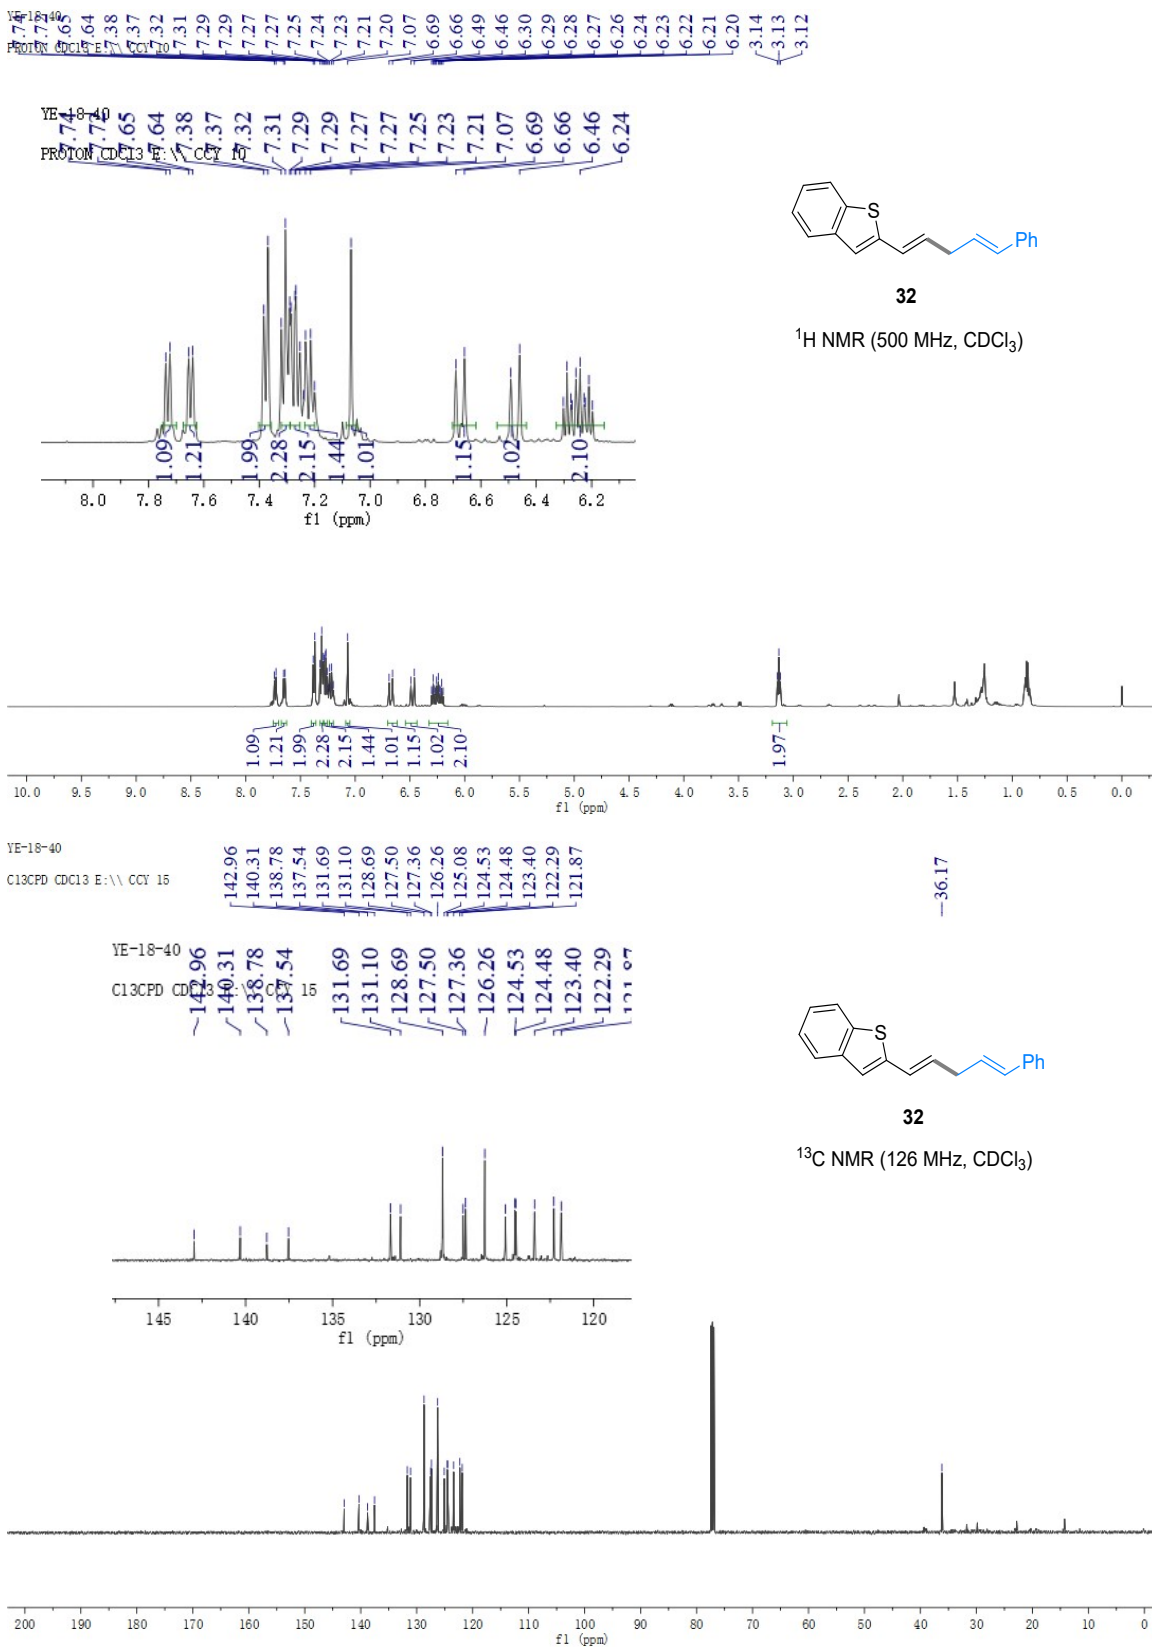 YE-18-40
PROTON CDCl3 E:\\ CCY 10
7.74 7.72 7.65 7.64 7.38 7.37 7.32 7.31 7.29 7.29 7.27 7.27 7.25 7.24 7.23 7.21 7.20 7.07 6.69 6.66 6.49 6.46 6.30 6.29 6.28 6.27 6.26 6.24 6.23 6.22 6.21 6.20 3.14 3.13 3.12
YE-18-40
PROTON CDCl3 E:\\ CCY 10
7.74 7.72 7.65 7.64 7.38 7.37 7.32 7.31 7.29 7.29 7.27 7.27 7.25 7.23 7.21 7.07 6.69 6.66 6.46 6.24
S
Ph
32
¹H NMR (500 MHz, CDCl₃)
1.09 1.21 1.99 2.28 2.15 1.44 1.01 1.15 1.02 2.10
8.0 7.8 7.6 7.4 7.2 7.0 6.8 6.6 6.4 6.2
f1 (ppm)
1.09 1.21 1.99 2.28 2.15 1.44 1.01 1.15 1.02 2.10 1.97
10.0 9.5 9.0 8.5 8.0 7.5 7.0 6.5 6.0 5.5 5.0 4.5 4.0 3.5 3.0 2.5 2.0 1.5 1.0 0.5 0.0
f1 (ppm)
YE-18-40
C13CPD CDCl3 E:\\ CCY 15
142.96 140.31 138.78 137.54 131.69 131.10 128.69 127.50 127.36 126.26 125.08 124.53 124.48 123.40 122.29 121.87 36.17
YE-18-40
C13CPD CDCl3 E:\\ CCY 15
142.96 140.31 138.78 137.54 131.69 131.10 128.69 127.50 127.36 126.26 124.53 124.48 123.40 122.29 121.87
S
Ph
32
¹³C NMR (126 MHz, CDCl₃)
145 140 135 130 125 120
f1 (ppm)
200 190 180 170 160 150 140 130 120 110 100 90 80 70 60 50 40 30 20 10 0
f1 (ppm)